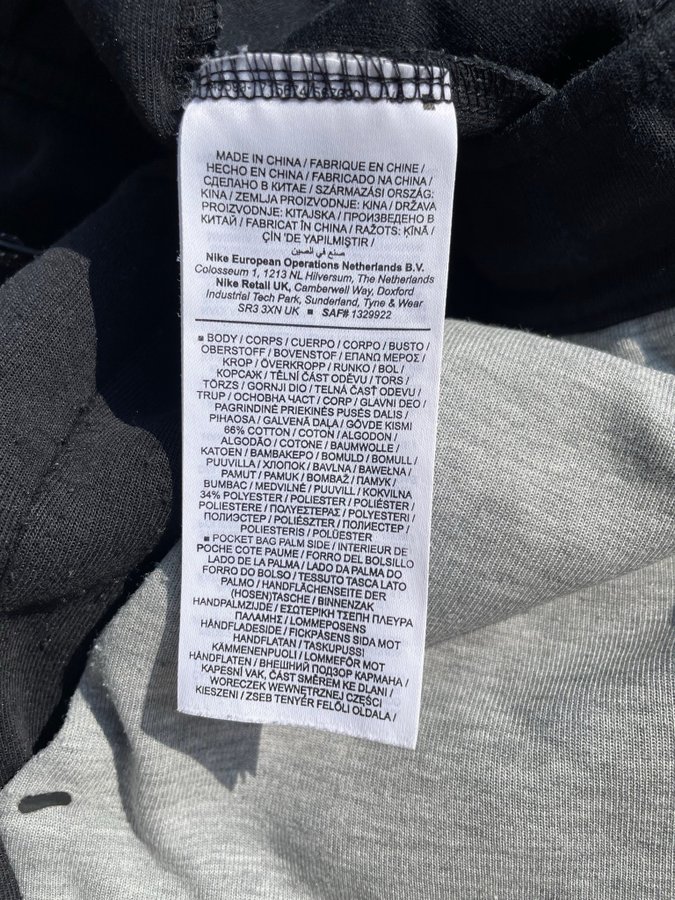 MADE IN CHINA / FABRIQUE EN CHINE /
HECHO EN CHINA / FABRICADO NA CHINA /
СДЕЛАНО В КИТАЕ / SZÁRMAZÁSI ORSZÁG:
KINA / ZEMLJA PROIZVODNJE: KINA / DRŽAVA
PROIZVODNJE: KITAJSKA / ПРОИЗВЕДЕНО В
КИТАЙ / FABRICAT ÎN CHINA / RAŽOTS: ĶĪNĀ /
ÇİN 'DE YAPILMIŞTIR /
صنع في الصين
Nike European Operations Netherlands B.V.
Colosseum 1, 1213 NL Hilversum, The Netherlands
Nike Retail UK, Camberwell Way, Doxford
Industrial Tech Park, Sunderland, Tyne & Wear
SR3 3XN UK ■ SAF# 1329922
■ BODY / CORPS / CUERPO / CORPO / BUSTO /
OBERSTOFF / BOVENSTOF / ΕΠΑΝΩ ΜΕΡΟΣ /
KROP / ÖVERKROPP / RUNKO / BOL /
КОРСАЖ / TĚLNÍ ČÁST ODĚVU / TORS /
TÖRZS / GORNJI DIO / TELNÁ ČASŤ ODEVU /
TRUP / ОСНОВНА ЧАСТ / CORP / GLAVNI DEO /
PAGRINDINĖ PRIEKINĖS PUSĖS DALIS /
PIHAOSA / GALVENĀ DAĻA / GÖVDE KISMI
66% COTTON / COTON / ALGODON /
ALGODÃO / COTONE / BAUMWOLLE /
KATOEN / ΒΑΜΒΑΚΕΡΟ / BOMULD / BOMULL /
PUUVILLA / ХЛОПОК / BAVLNA / BAWEŁNA /
PAMUT / PAMUK / BOMBAŽ / ПАМУК /
BUMBAC / MEDVILNĖ / PUUVILL / KOKVILNA
34% POLYESTER / POLIESTER / POLIÉSTER /
POLIESTERE / ΠΟΛΥΕΣΤΕΡΑΣ / POLYESTERI /
ПОЛИЭСТЕР / POLIÉSZTER / ПОЛИЕСТЕР /
POLIESTERIS / POLÜESTER
■ POCKET BAG PALM SIDE / INTERIEUR DE
POCHE COTE PAUME / FORRO DEL BOLSILLO
LADO DE LA PALMA / LADO DA PALMA DO
FORRO DO BOLSO / TESSUTO TASCA LATO
PALMO / HANDFLÄCHENSEITE DER
(HOSEN)TASCHE / BINNENZAK
HANDPALMZIJDE / ΕΣΩΤΕΡΙΚΗ ΤΣΕΠΗ ΠΛΕΥΡΑ
ΠΑΛΑΜΗΣ / LOMMEPOSENS
HÅNDFLADESIDE / FICKPÅSENS SIDA MOT
HANDFLATAN / TASKUPUSSI
KÄMMENENPUOLI / LOMMEFÔR MOT
HÅNDFLATEN / ВНЕШНИЙ ПОДЗОР КАРМАНА /
KAPESNÍ VAK, ČÁST SMĚREM KE DLANI /
WORECZEK WEWNĘTRZNEJ CZĘŚCI
KIESZENI / ZSEB TENYÉR FELŐLI OLDALA /